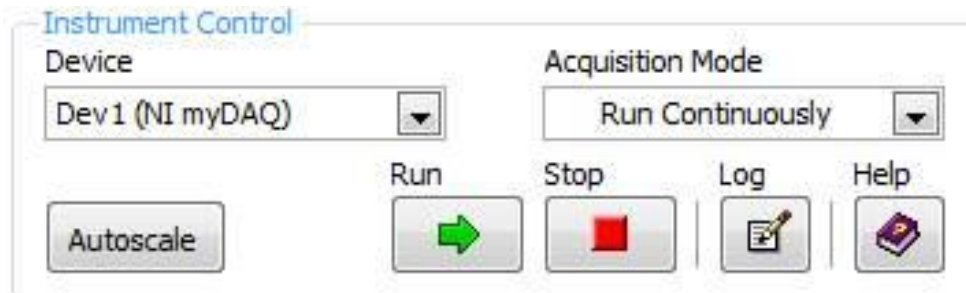 Instrument Control
Device Acquisition Mode
Dev1 (NI myDAQ) Run Continuously
Run Stop Log Help
Autoscale